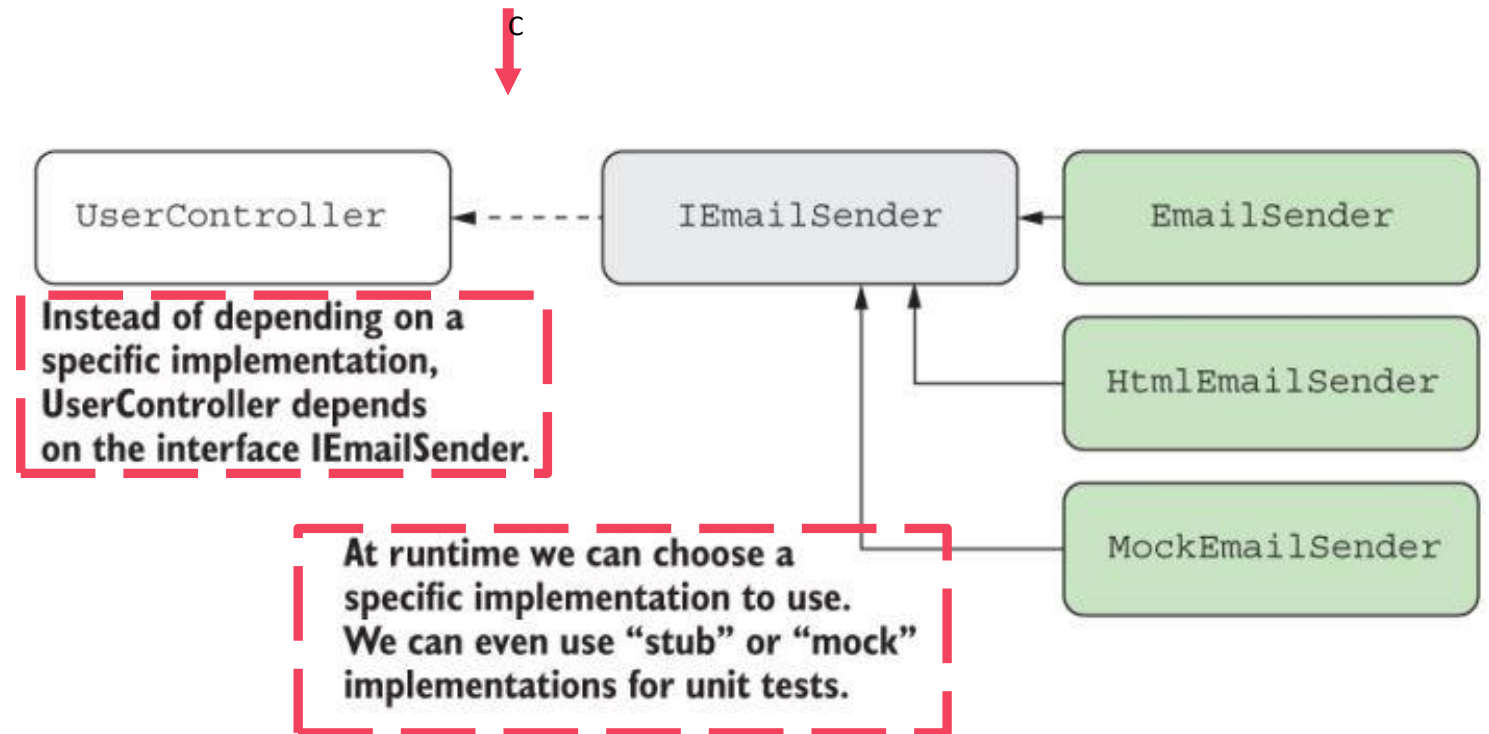 C
UserController
IEmailSender
EmailSender
Instead of depending on a
specific implementation,
UserController depends
on the interface IEmailSender.
HtmlEmailSender
At runtime we can choose a
specific implementation to use.
We can even use “stub” or “mock”
implementations for unit tests.
MockEmailSender